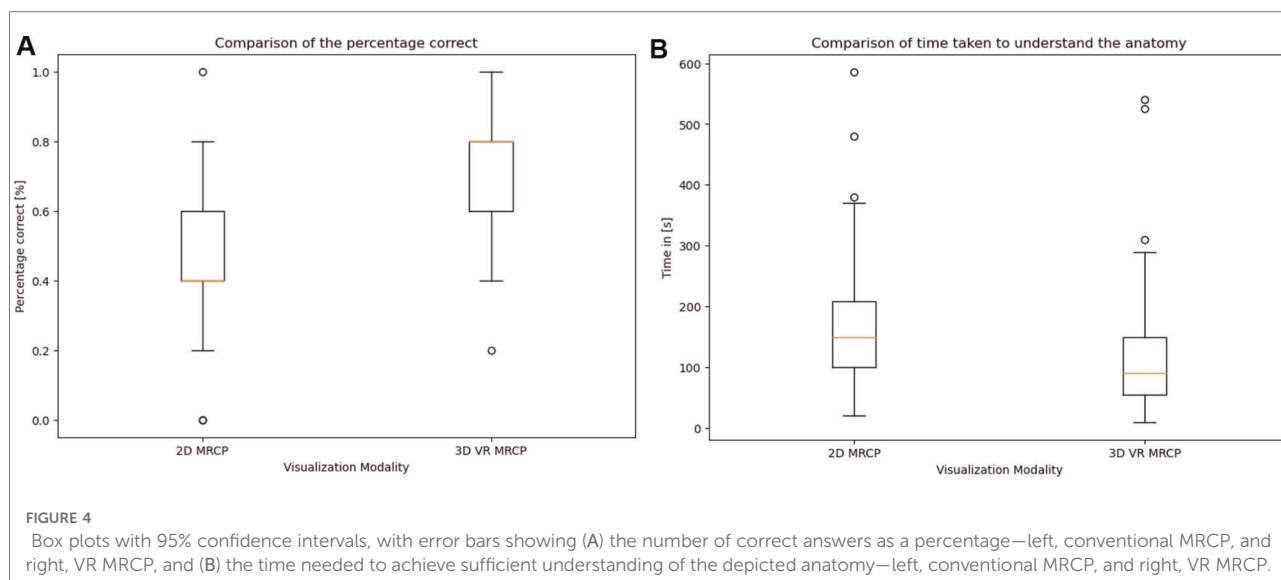 A
Comparison of the percentage correct
1.0
0.8
0.6
0.4
0.2
0.0
Percentage correct [%]
2D MRCP
3D VR MRCP
Visualization Modality
B
Comparison of time taken to understand the anatomy
600
500
400
300
200
100
0
Time in [s]
2D MRCP
3D VR MRCP
Visualization Modality
FIGURE 4
Box plots with 95% confidence intervals, with error bars showing (A) the number of correct answers as a percentage—left, conventional MRCP, and
right, VR MRCP, and (B) the time needed to achieve sufficient understanding of the depicted anatomy—left, conventional MRCP, and right, VR MRCP.